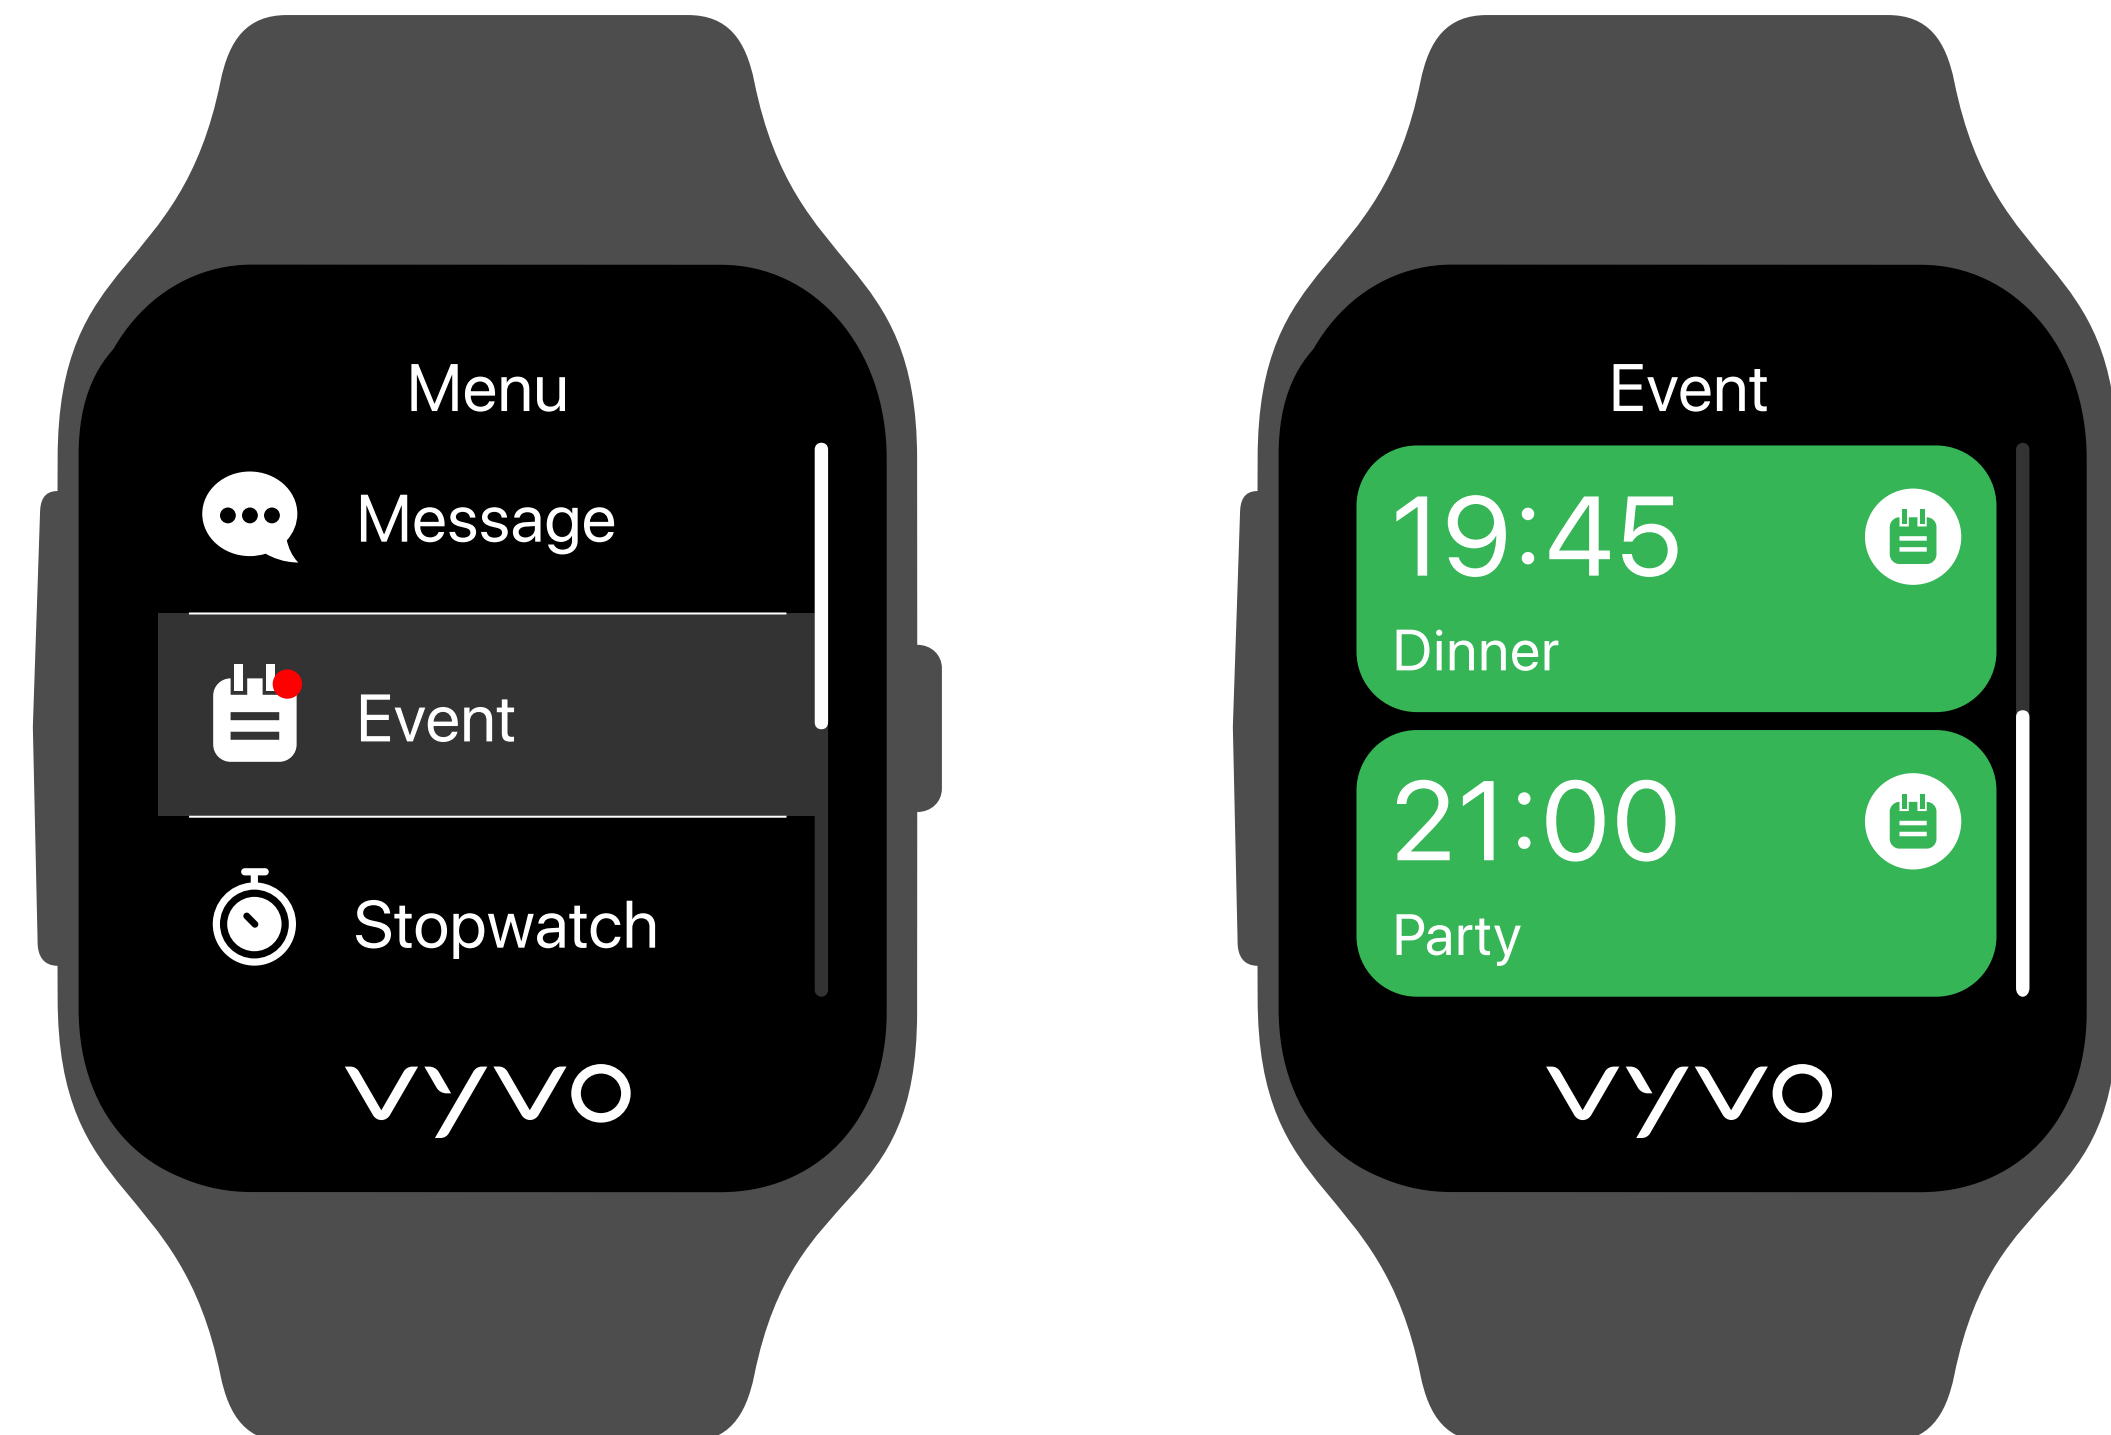 Menu
Message
Event
Stopwatch
vyvo
Event
19:45
Dinner
21:00
Party
vyvo